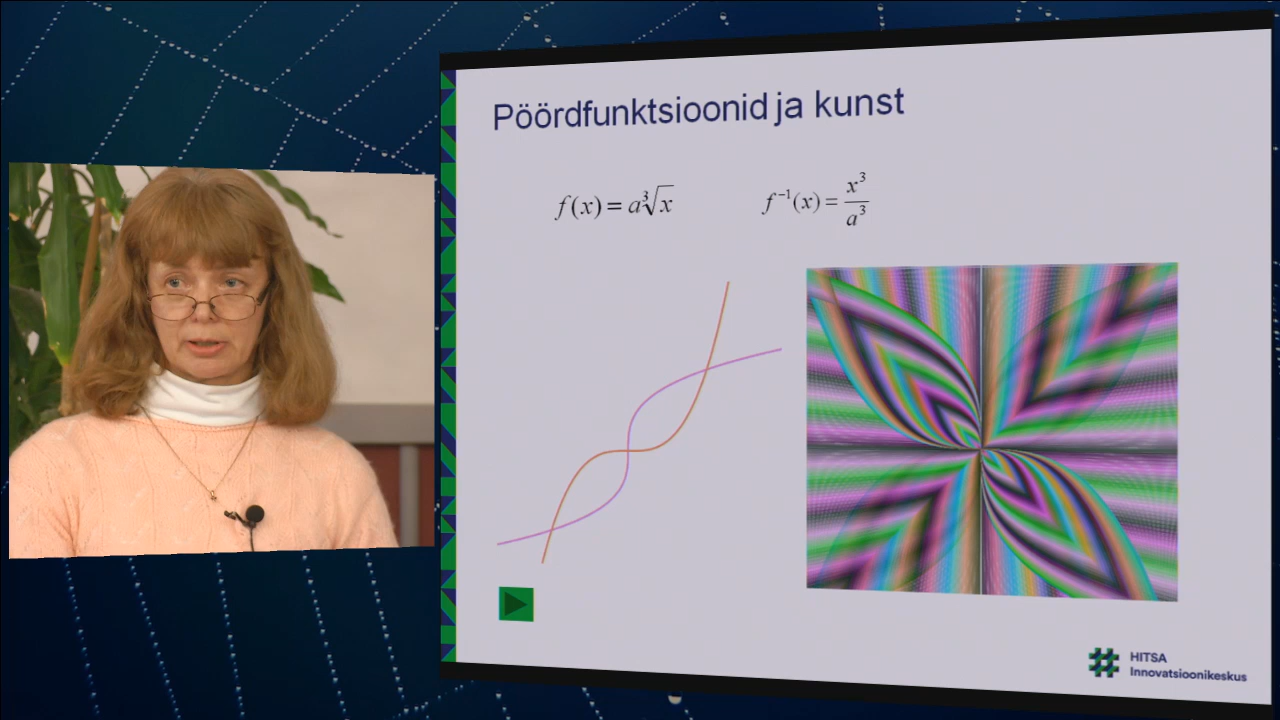 Pöördfunktsioonid ja kunst
f(x) = a∛x
f⁻¹(x) = x³/a³
HITSA
Innovatsioonikeskus